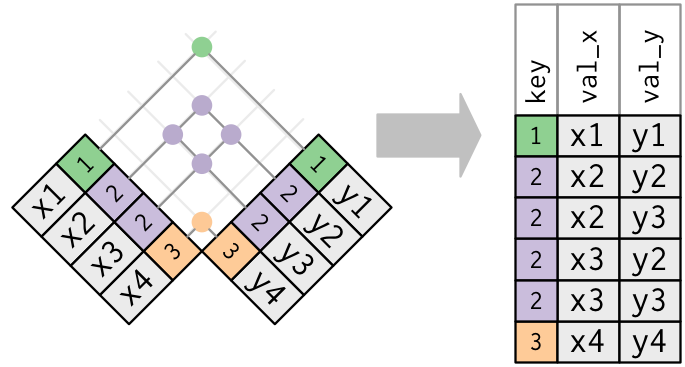 1 x1
2 x2
2 x3
3 x4
1 y1
2 y2
2 y3
3 y4
key val_x val_y
1 x1 y1
2 x2 y2
2 x2 y3
2 x3 y2
2 x3 y3
3 x4 y4